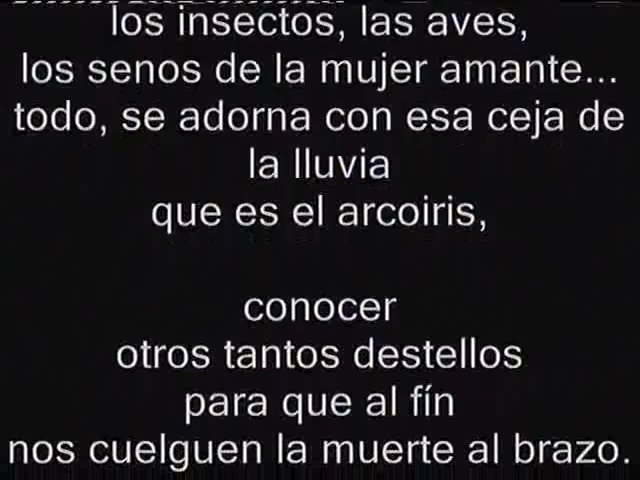 los insectos, las aves,
los senos de la mujer amante...
todo, se adorna con esa ceja de
la lluvia
que es el arcoiris,
conocer
otros tantos destellos
para que al fín
nos cuelguen la muerte al brazo.